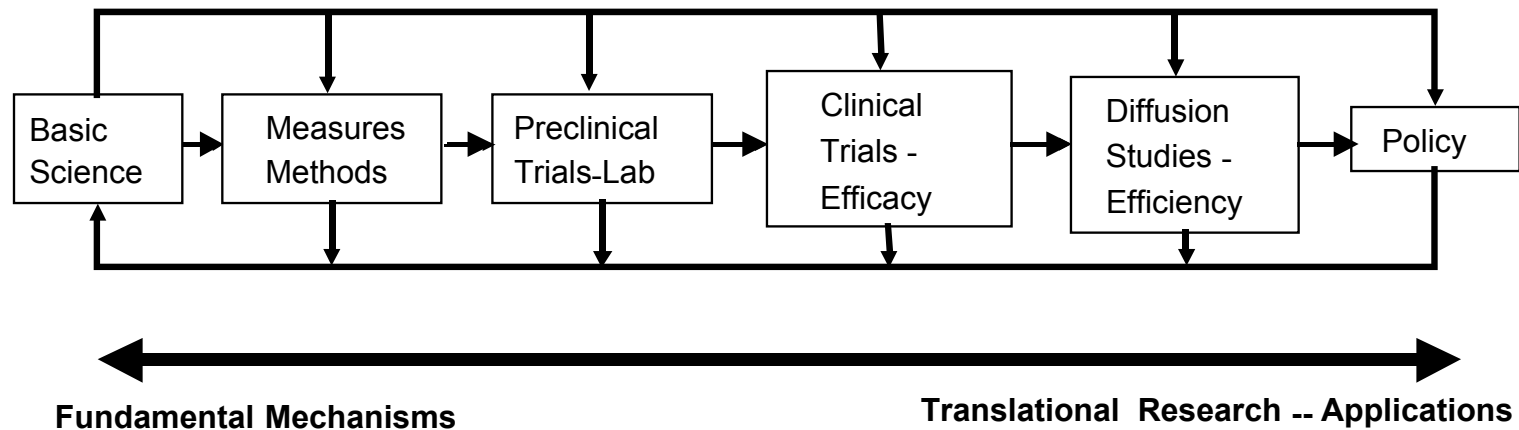 Basic
Science
Measures
Methods
Preclinical
Trials-Lab
Clinical
Trials -
Efficacy
Diffusion
Studies -
Efficiency
Policy
Fundamental Mechanisms
Translational Research -- Applications